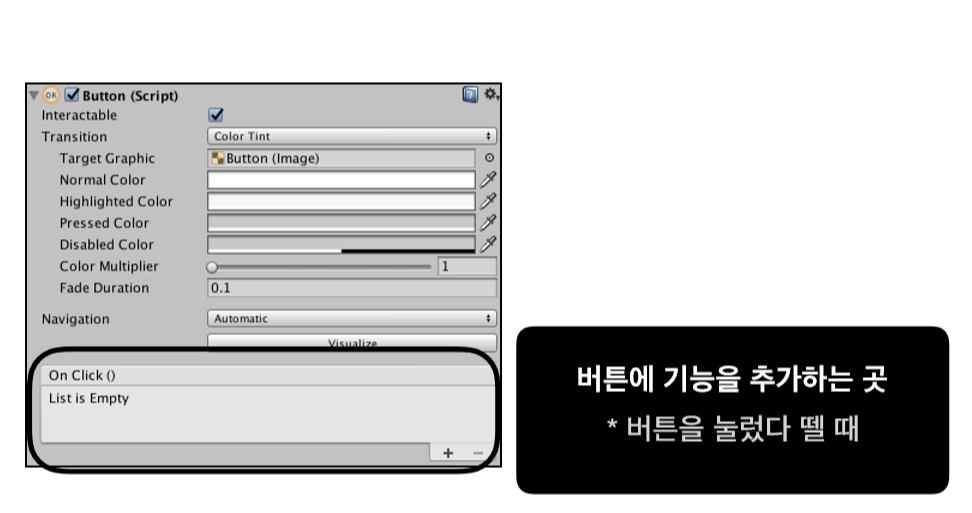 OK Button (Script)
Interactable
Transition Color Tint
Target Graphic Button (Image)
Normal Color
Highlighted Color
Pressed Color
Disabled Color
Color Multiplier 1
Fade Duration 0.1
Navigation Automatic
Visualize
On Click ()
List is Empty
버튼에 기능을 추가하는 곳
* 버튼을 눌렀다 뗄 때